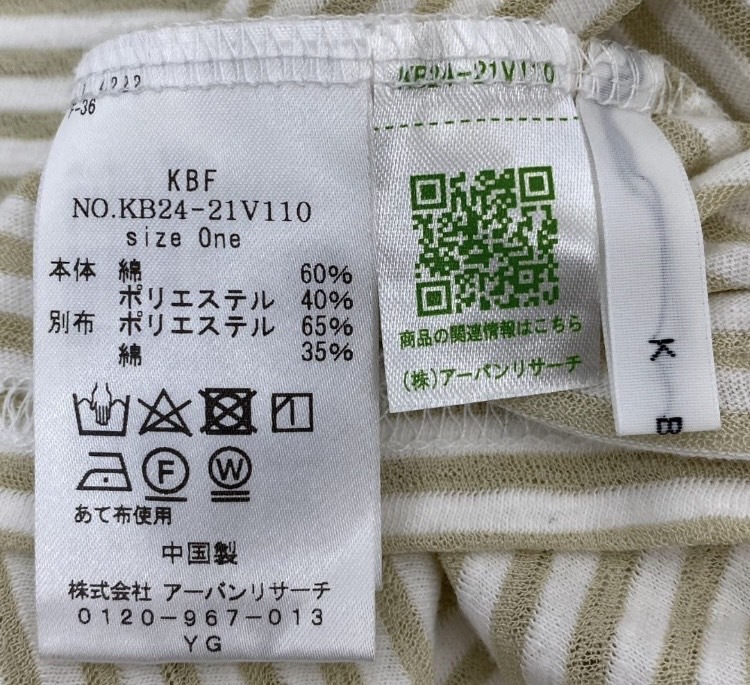 F-36
KBF
NO.KB24-21V110
size One
本体 綿 60%
ポリエステル 40%
別布 ポリエステル 65%
綿 35%
F
W
あて布使用
中国製
株式会社 アーバンリサーチ
0120-967-013
YG
KB24-21V110
商品の関連情報はこちら
(株)アーバンリサーチ
K B